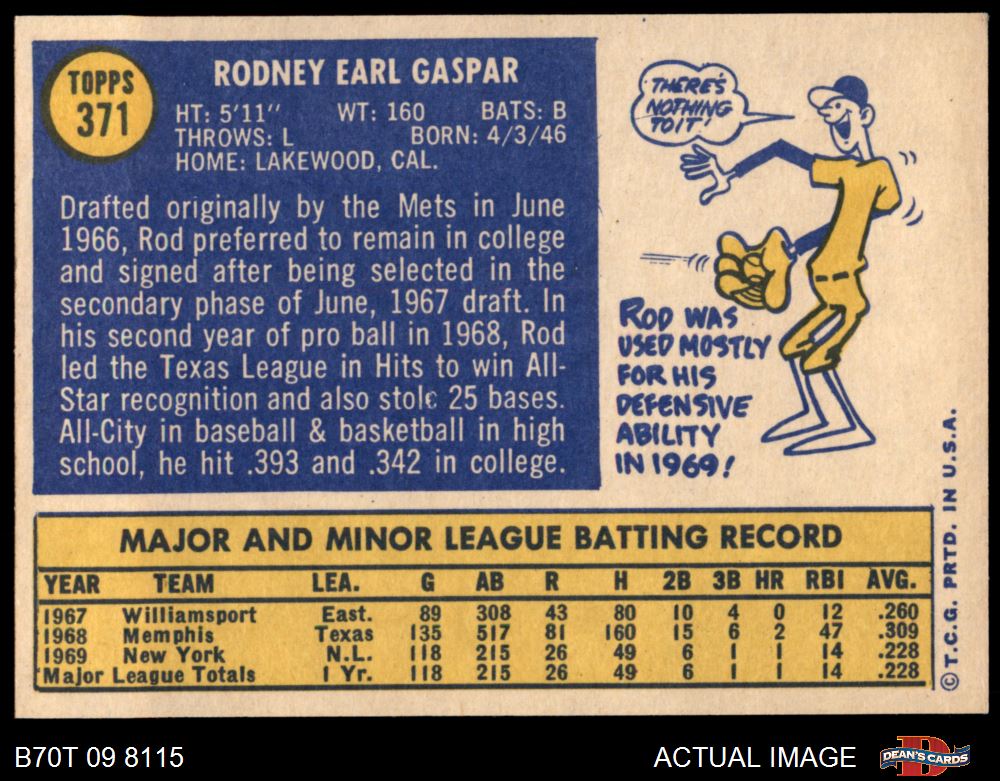 TOPPS
371
RODNEY EARL GASPAR
HT: 5'11" WT: 160 BATS: B
THROWS: L BORN: 4/3/46
HOME: LAKEWOOD, CAL.
Drafted originally by the Mets in June
1966, Rod preferred to remain in college
and signed after being selected in the
secondary phase of June, 1967 draft. In
his second year of pro ball in 1968, Rod
led the Texas League in Hits to win All-
Star recognition and also stole 25 bases.
All-City in baseball & basketball in high
school, he hit .393 and .342 in college.
THERE'S
NOTHING
TO IT!
ROD WAS
USED MOSTLY
FOR HIS
DEFENSIVE
ABILITY
IN 1969!
MAJOR AND MINOR LEAGUE BATTING RECORD
YEAR TEAM LEA. G AB R H 2B 3B HR RBI AVG.
1967 Williamsport East. 89 308 43 80 10 4 0 12 .260
1968 Memphis Texas 135 517 81 160 15 6 2 47 .309
1969 New York N.L. 118 215 26 49 6 1 1 14 .228
Major League Totals 1 Yr. 118 215 26 49 6 1 1 14 .228
© T.C.G. PRTD. IN U.S.A.
B70T 09 8115 ACTUAL IMAGE
DEAN'S CARDS